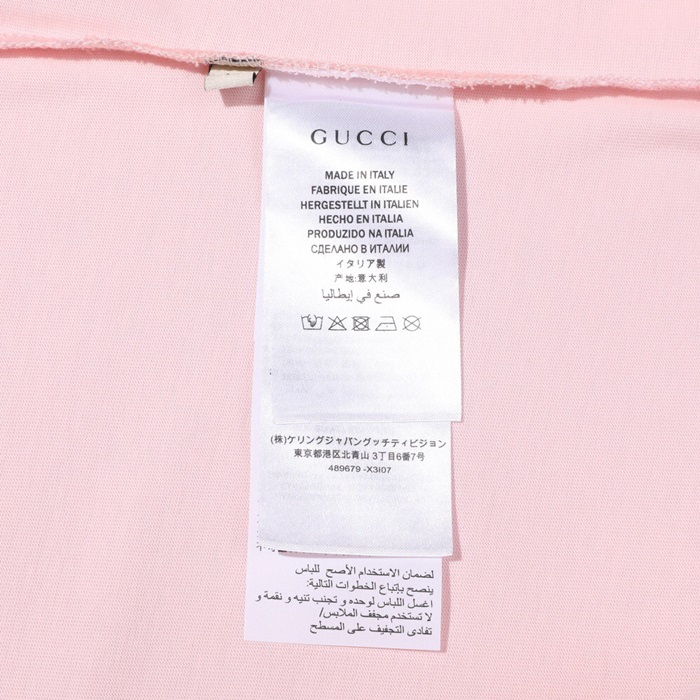 GUCCI
MADE IN ITALY
FABRIQUE EN ITALIE
HERGESTELLT IN ITALIEN
HECHO EN ITALIA
PRODUZIDO NA ITALIA
СДЕЛАНО В ИТАЛИИ
イタリア製
产地:意大利
صنع في إيطاليا
(株)ケリングジャパングッチディビジョン
東京都港区北青山 3丁目6番7号
489679 -X3I07
لضمان الاستخدام الأصح للباس
ينصح بإتباع الخطوات التالية:
اغسل اللباس لوحده و تجنب تنيه و نقمة و
لا تستخدم مجفف الملابس/
تفادى التجفيف على المسطح